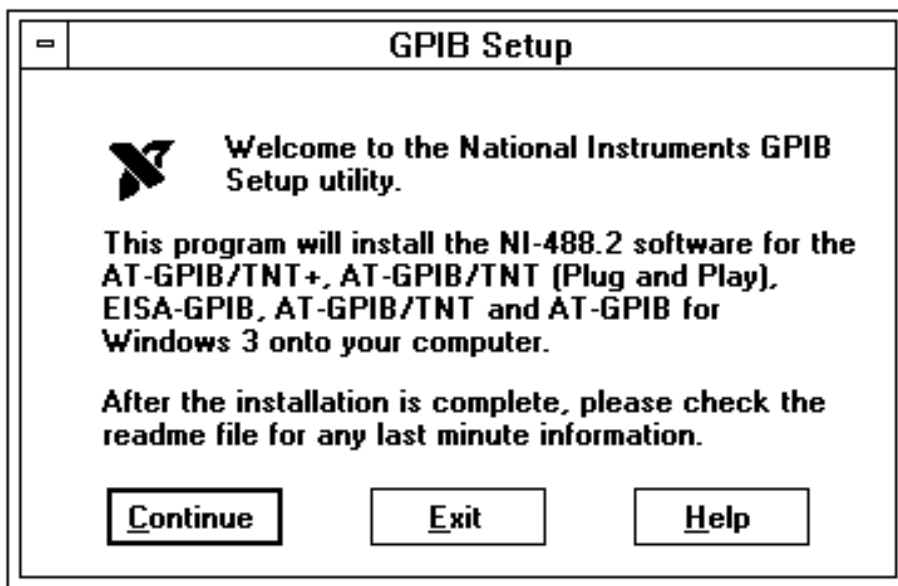 GPIB Setup
Welcome to the National Instruments GPIB
Setup utility.
This program will install the NI-488.2 software for the
AT-GPIB/TNT+, AT-GPIB/TNT (Plug and Play),
EISA-GPIB, AT-GPIB/TNT and AT-GPIB for
Windows 3 onto your computer.
After the installation is complete, please check the
readme file for any last minute information.
Continue Exit Help